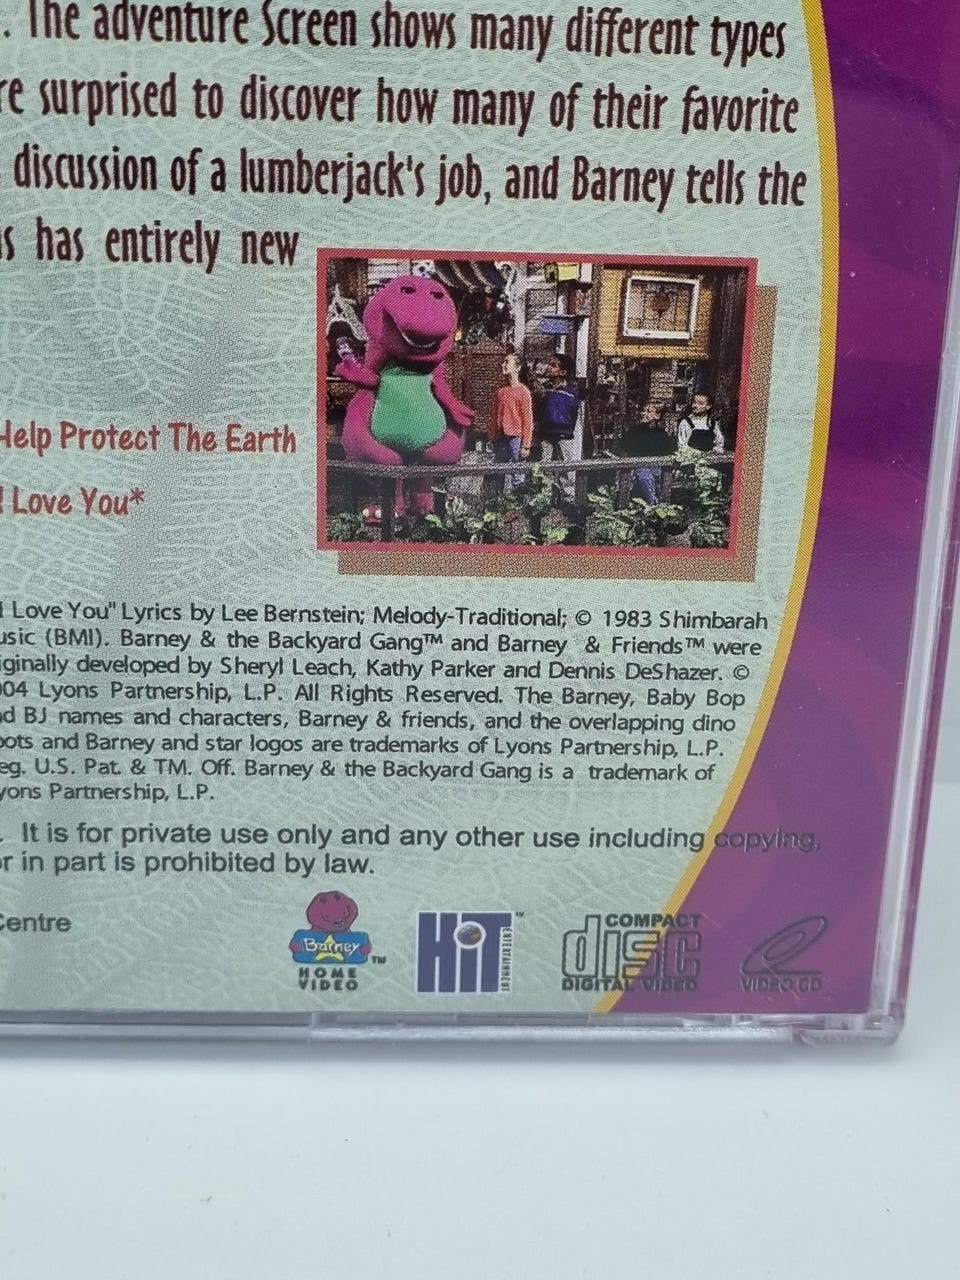 . The adventure Screen shows many different types
re surprised to discover how many of their favorite
discussion of a lumberjack's job, and Barney tells the
is has entirely new
Help Protect The Earth
I Love You*
I Love You" Lyrics by Lee Bernstein; Melody-Traditional; © 1983 Shimbarah
usic (BMI). Barney & the Backyard Gang™ and Barney & Friends™ were
iginally developed by Sheryl Leach, Kathy Parker and Dennis DeShazer. ©
004 Lyons Partnership, L.P. All Rights Reserved. The Barney, Baby Bop
nd BJ names and characters, Barney & friends, and the overlapping dino
pots and Barney and star logos are trademarks of Lyons Partnership, L.P.
eg. U.S. Pat. & TM. Off. Barney & the Backyard Gang is a trademark of
yons Partnership, L.P.
. It is for private use only and any other use including copying,
or in part is prohibited by law.
Centre
Barney ™
HOME
VIDEO
HiT ™
ENTERTAINMENT
COMPACT
disc
DIGITAL VIDEO
VIDEO CD